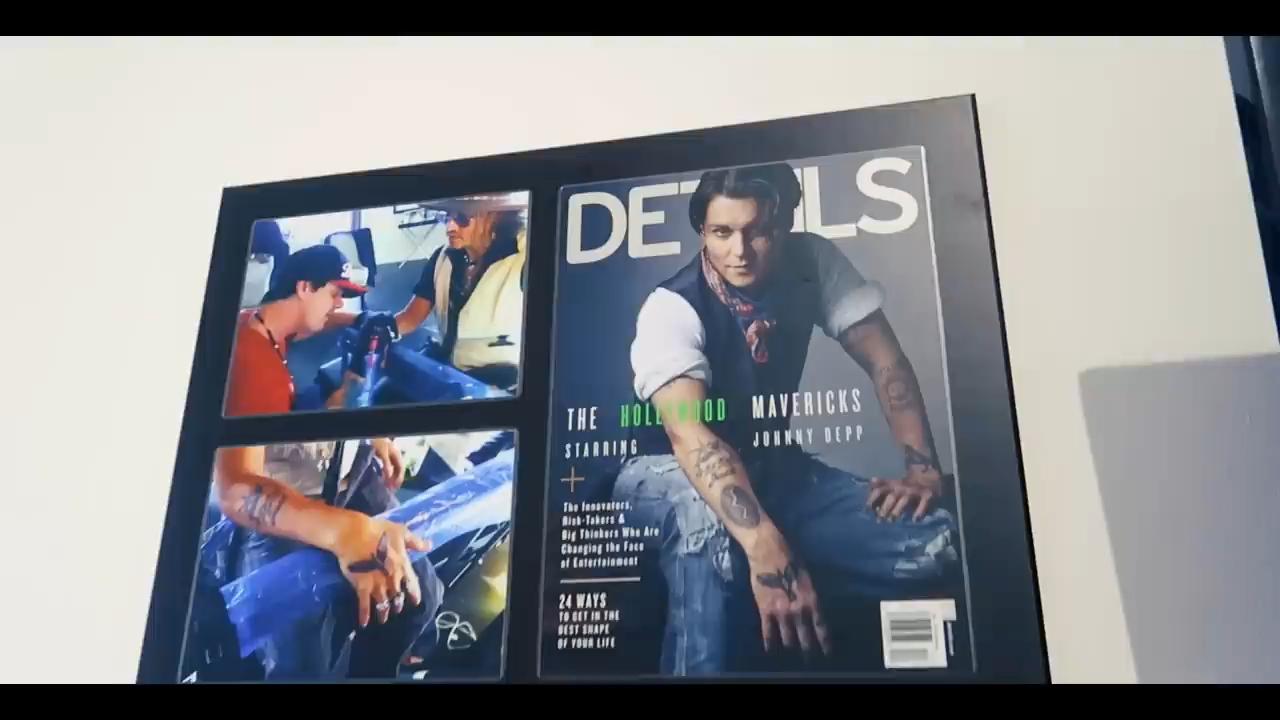 DETAILS
THE HOLLYWOOD MAVERICKS
STARRING JOHNNY DEPP
+
The Innovators,
Risk-Takers &
Big Thinkers Who Are
Changing the Face
of Entertainment
24 WAYS
TO GET IN THE
BEST SHAPE
OF YOUR LIFE